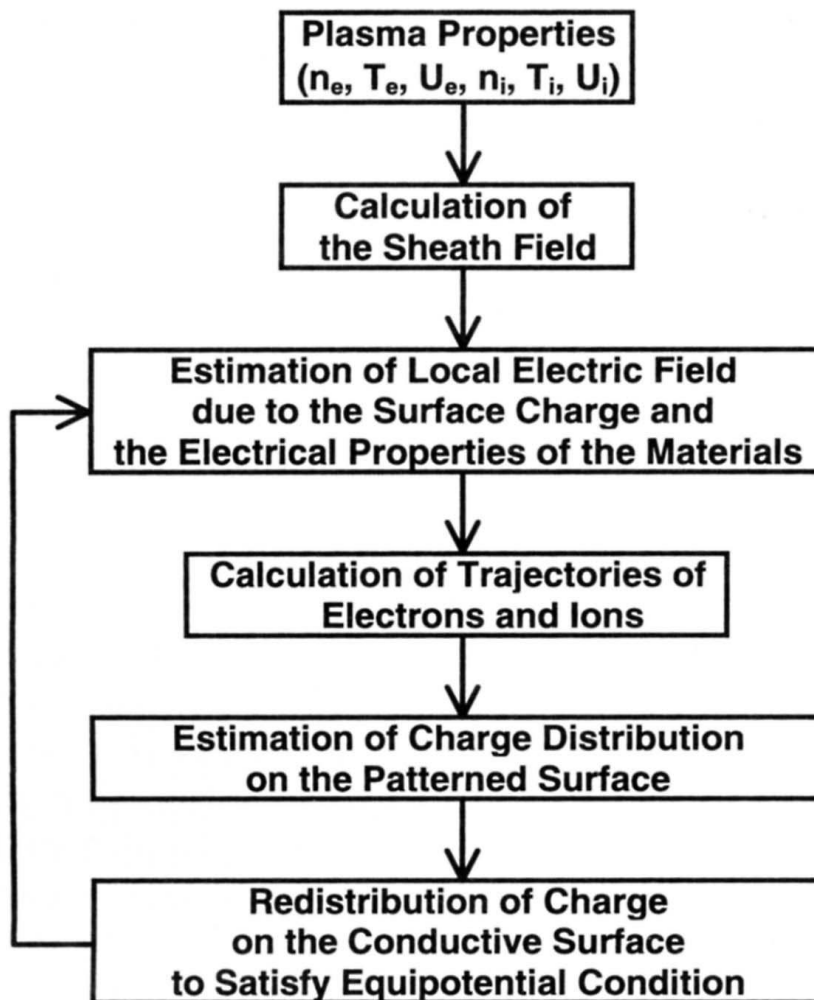 Plasma Properties
(nₑ, Tₑ, Uₑ, nᵢ, Tᵢ, Uᵢ)
Calculation of
the Sheath Field
Estimation of Local Electric Field
due to the Surface Charge and
the Electrical Properties of the Materials
Calculation of Trajectories of
Electrons and Ions
Estimation of Charge Distribution
on the Patterned Surface
Redistribution of Charge
on the Conductive Surface
to Satisfy Equipotential Condition